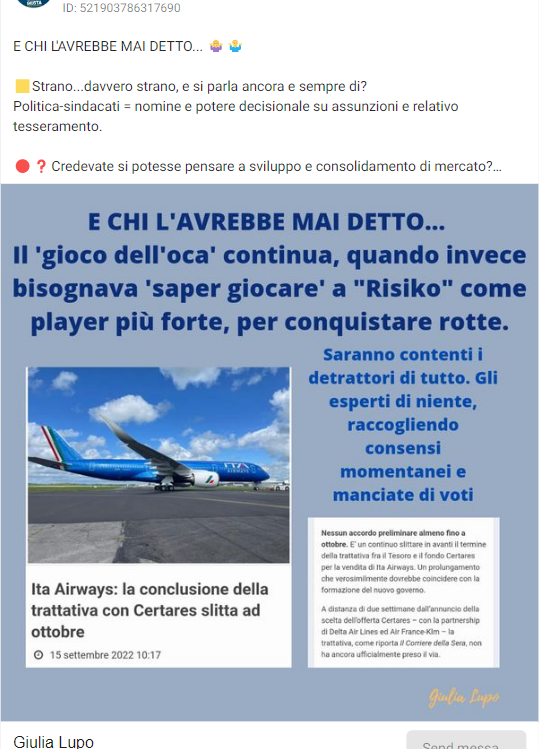 GIUSTA
ID: 521903786317690
E CHI L'AVREBBE MAI DETTO... 🤷‍♀️ 🤷‍♂️
🟨 Strano...davvero strano, e si parla ancora e sempre di?
Politica-sindacati = nomine e potere decisionale su assunzioni e relativo
tesseramento.
🔴 ❓ Credevate si potesse pensare a sviluppo e consolidamento di mercato?...
E CHI L'AVREBBE MAI DETTO...
Il 'gioco dell'oca' continua, quando invece
bisognava 'saper giocare' a "Risiko" come
player più forte, per conquistare rotte.
Saranno contenti i
detrattori di tutto. Gli
esperti di niente,
raccogliendo
consensi
momentanei e
manciate di voti
ITA
AIRWAYS
Ita Airways: la conclusione della
trattativa con Certares slitta ad
ottobre
15 settembre 2022 10:17
Nessun accordo preliminare almeno fino a
ottobre. E' un continuo slittare in avanti il termine
della trattativa fra il Tesoro e il fondo Certares
per la vendita di Ita Airways. Un prolungamento
che verosimilmente dovrebbe coincidere con la
formazione del nuovo governo.
A distanza di due settimane dall'annuncio della
scelta dell'offerta Certares – con la partnership
di Delta Air Lines ed Air France-Klm – la
trattativa, come riporta il Corriere della Sera, non
ha ancora ufficialmente preso il via.
Giulia Lupo
Giulia Lupo
Send messa